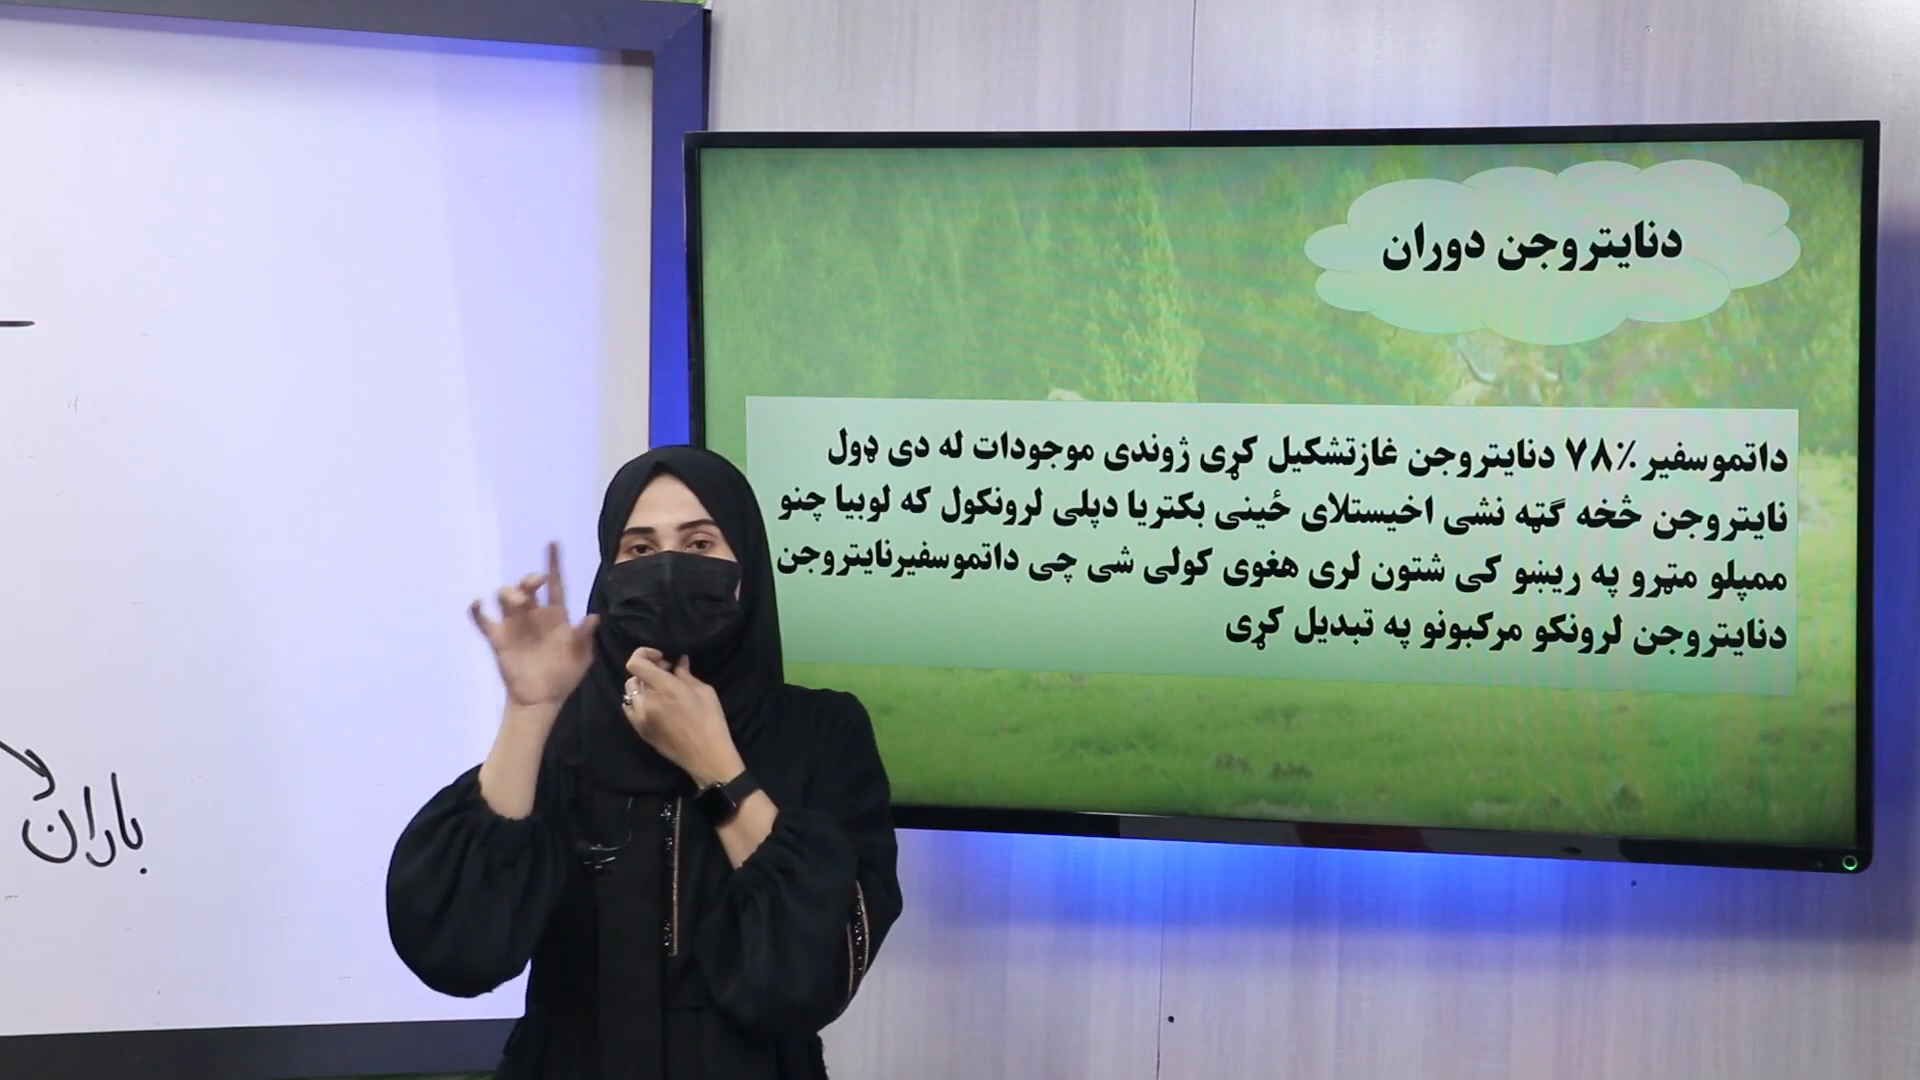 دنایتروجن دوران
داتموسفیر ۷۸٪ دنایتروجن غازتشکیل کړی ژوندی موجودات له دی ډول
نایتروجن څخه ګټه نشی اخیستلای ځینی بکتریا دپلی لرونکول که لوبیا چنو
ممپلو مټرو په ریښو کی شتون لری هغوی کولی شی چی داتموسفیرنایتروجن
دنایتروجن لرونکو مرکبونو په تبدیل کړی
باران